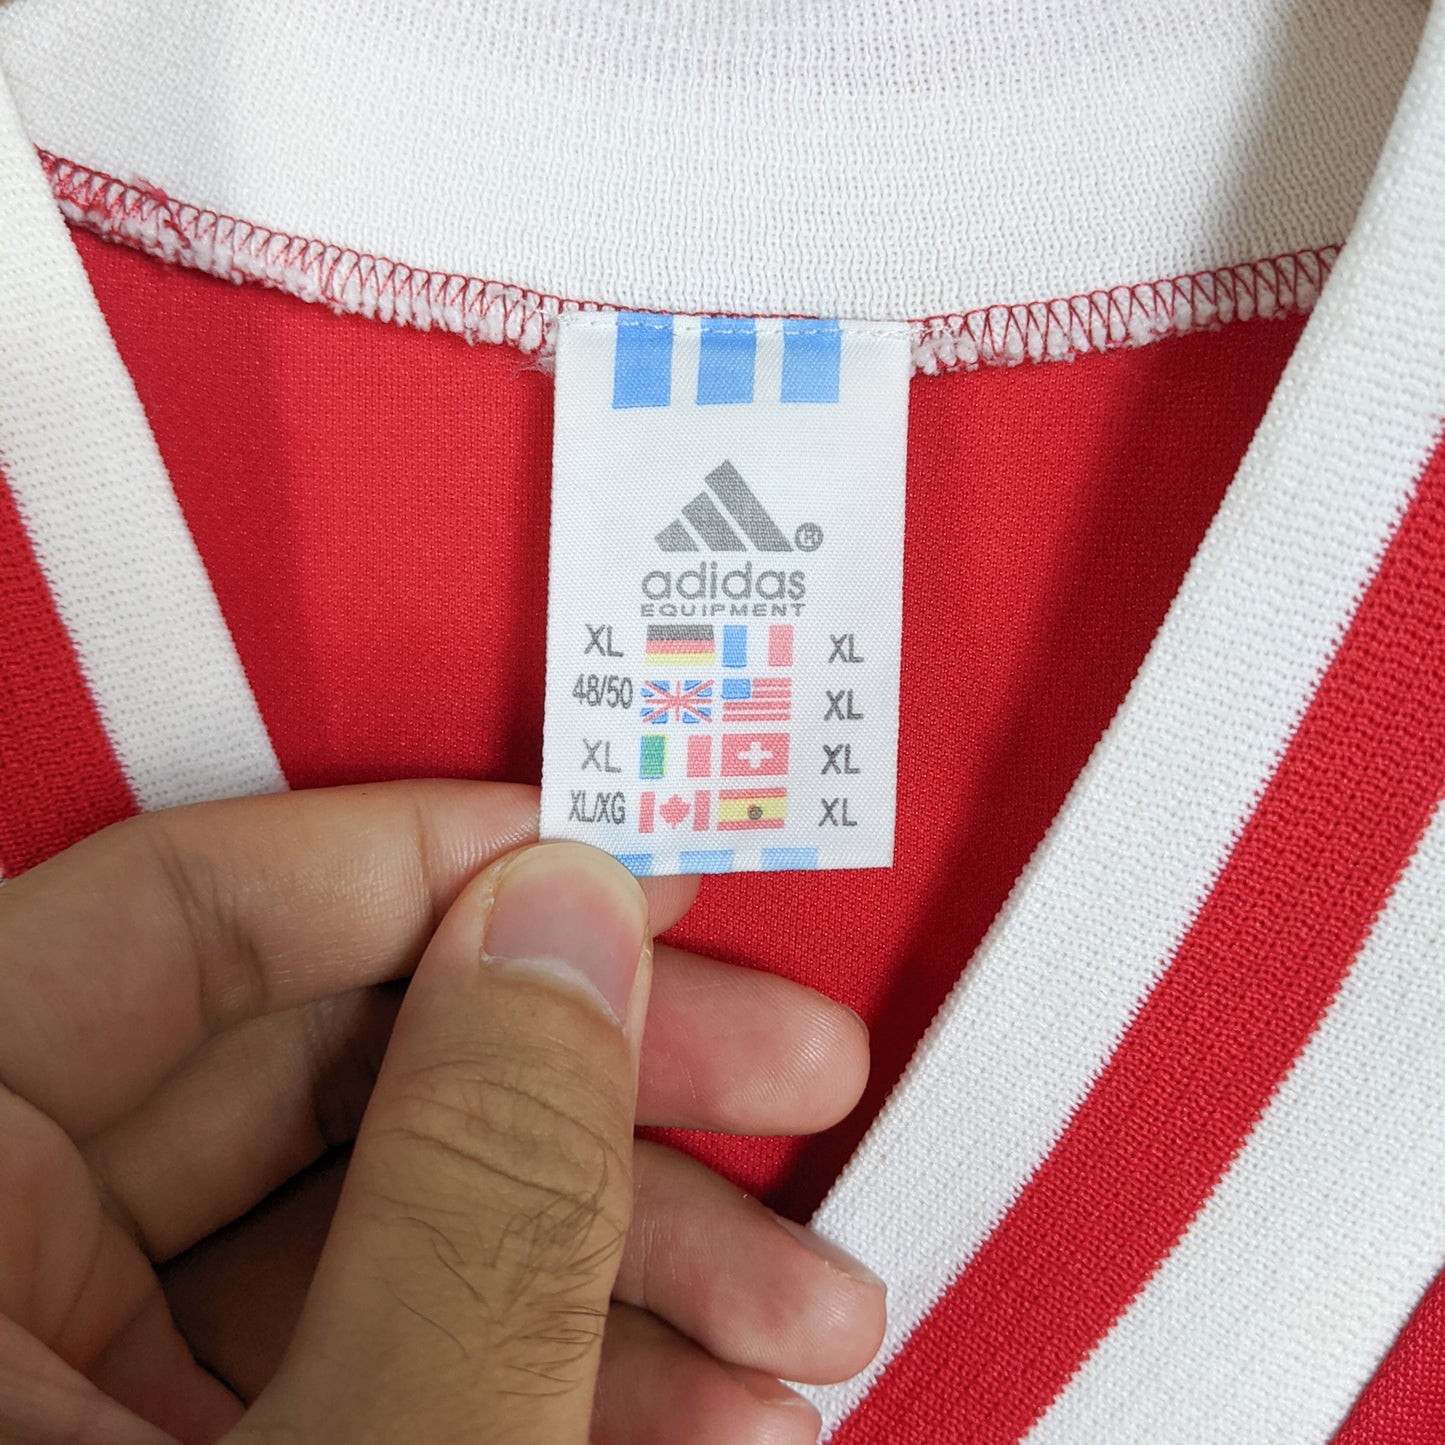 adidas ®
EQUIPMENT
XL XL
48/50 XL
XL XL
XL/XG XL